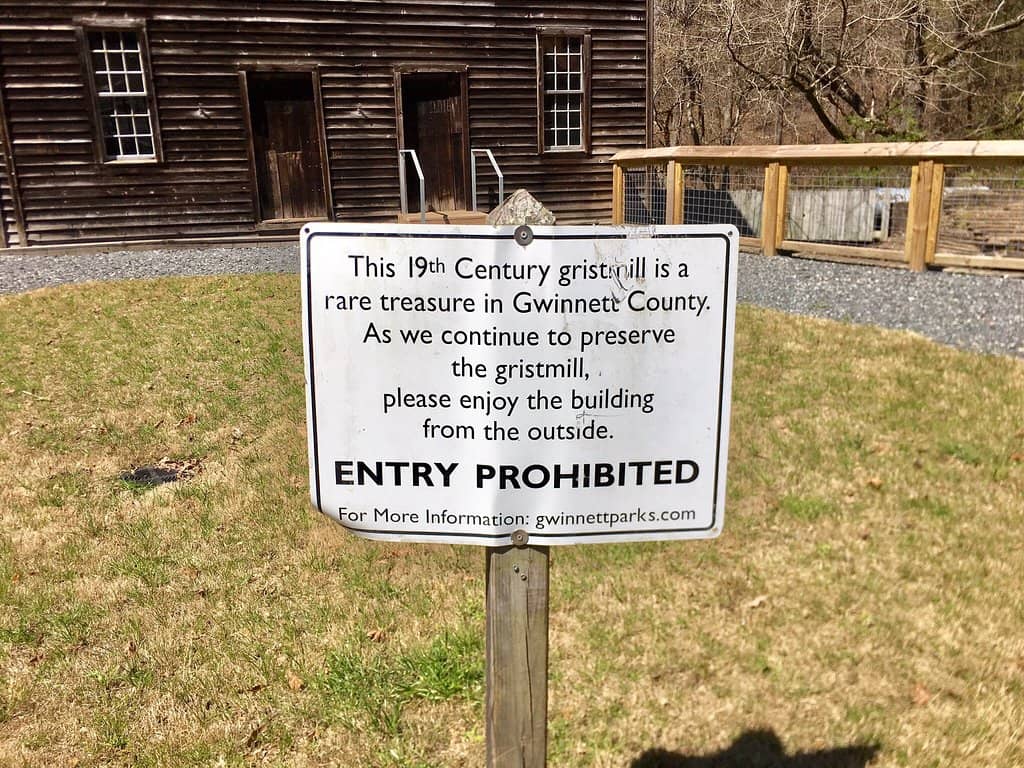 This 19th Century gristmill is a
rare treasure in Gwinnett County.
As we continue to preserve
the gristmill,
please enjoy the building
from the outside.
ENTRY PROHIBITED
For More Information: gwinnettparks.com